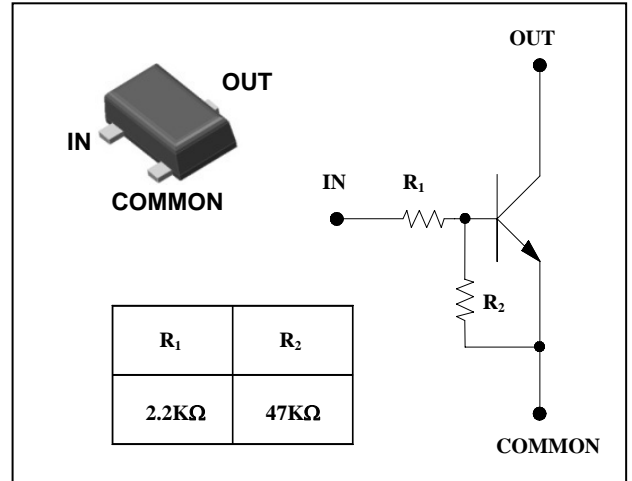 OUT
IN
COMMON
OUT
IN
R₁
R₂
COMMON
R₁ R₂
2.2KΩ 47KΩ